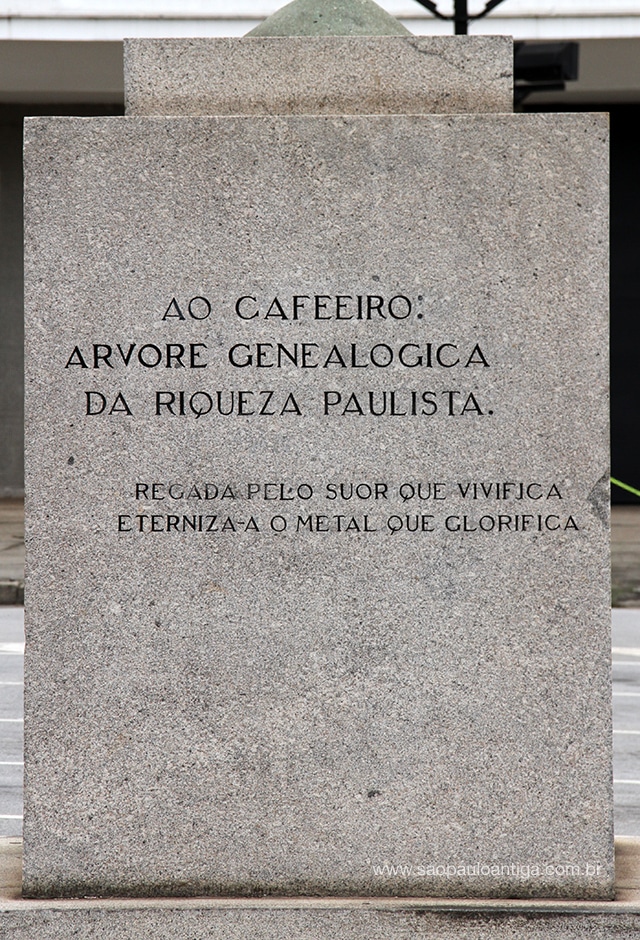 AO CAFEEIRO:
ARVORE GENEALOGICA
DA RIQUEZA PAULISTA.
REGADA PELO SUOR QUE VIVIFICA
ETERNIZA-A O METAL QUE GLORIFICA
www.saopauloantiga.com.br